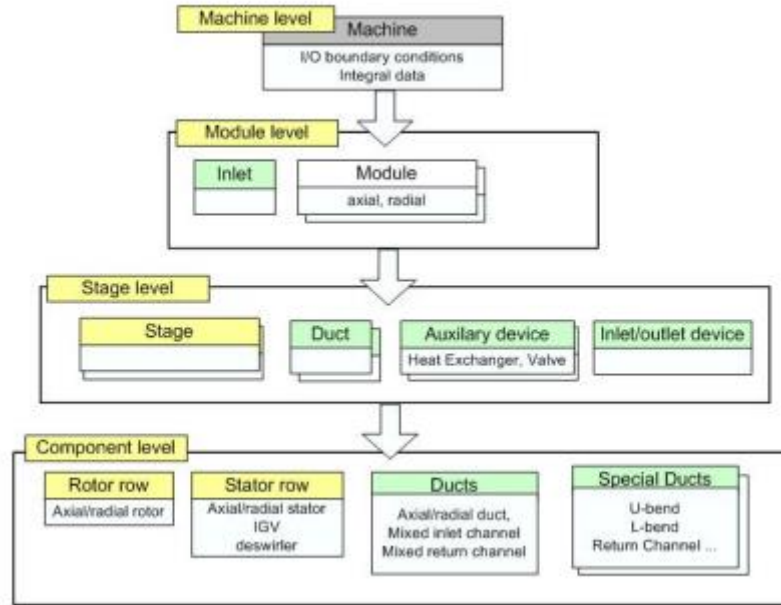 Machine level
Machine
I/O boundary conditions
Integral data
Module level
Inlet
Module
axial, radial
Stage level
Stage
Duct
Auxilary device
Inlet/outlet device
Heat Exchanger, Valve
Component level
Rotor row
Axial/radial rotor
Stator row
Axial/radial stator
IGV
deswirler
Ducts
Axial/radial duct,
Mixed inlet channel
Mixed return channel
Special Ducts
U-bend
L-bend
Return Channel ...